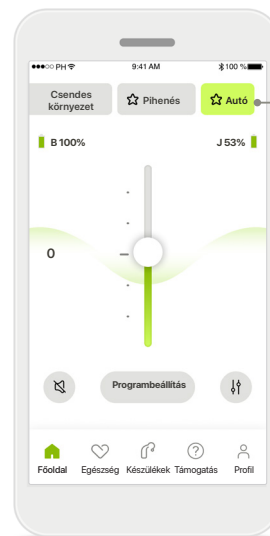 PH 9:41 AM 100 %
Csendes
környezet
Pihenés
Autó
B 100%
J 53%
0
Programbeállítás
Főoldal Egészség Készülékek Támogatás Profil